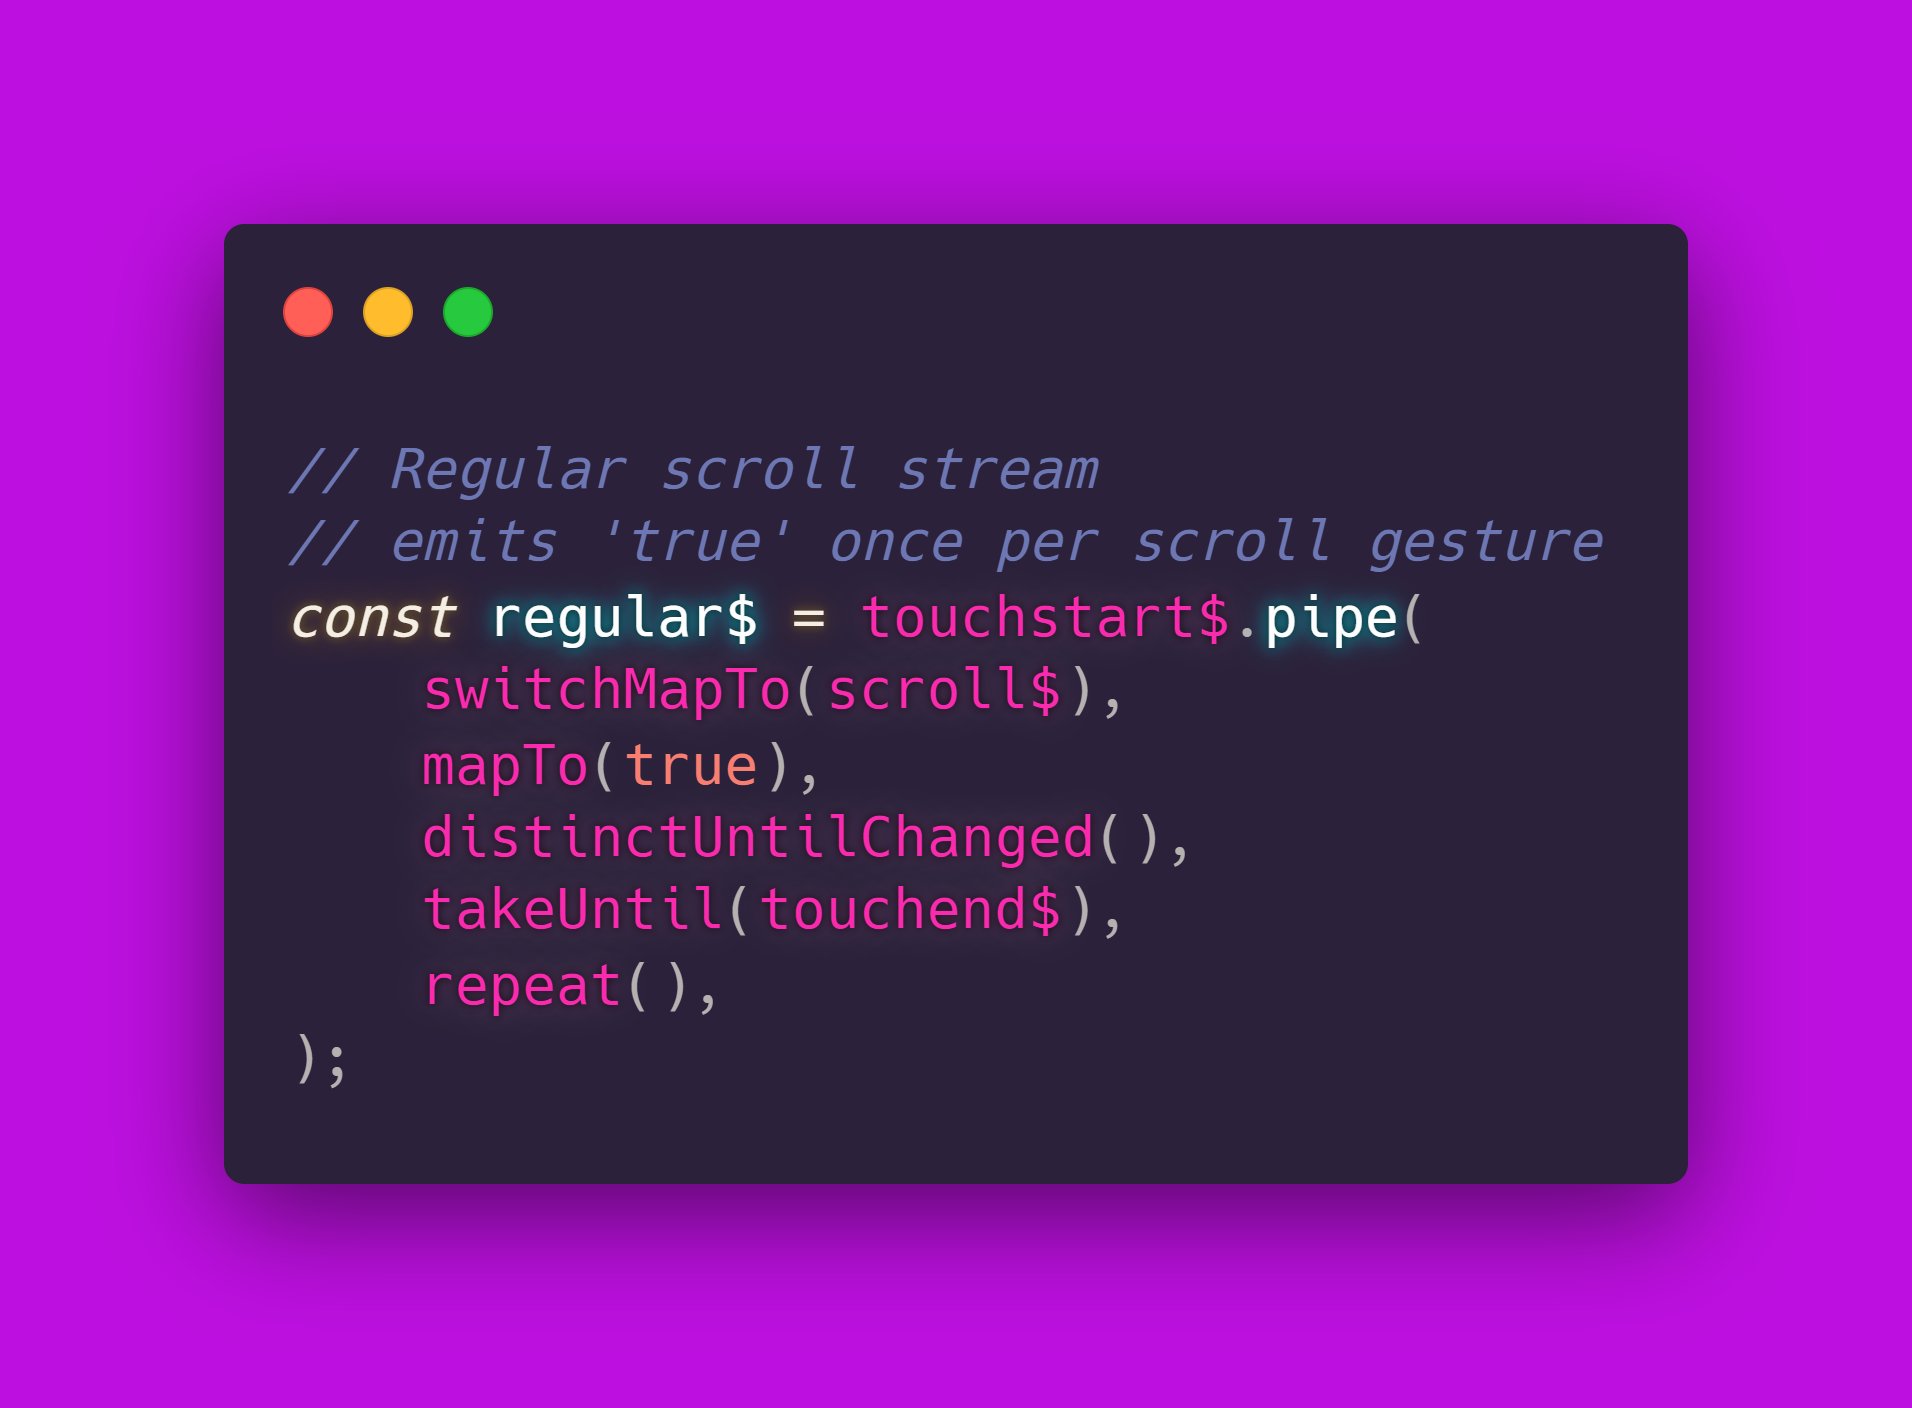 // Regular scroll stream
// emits 'true' once per scroll gesture
const regular$ = touchstart$.pipe(
    switchMapTo(scroll$),
    mapTo(true),
    distinctUntilChanged(),
    takeUntil(touchend$),
    repeat(),
);